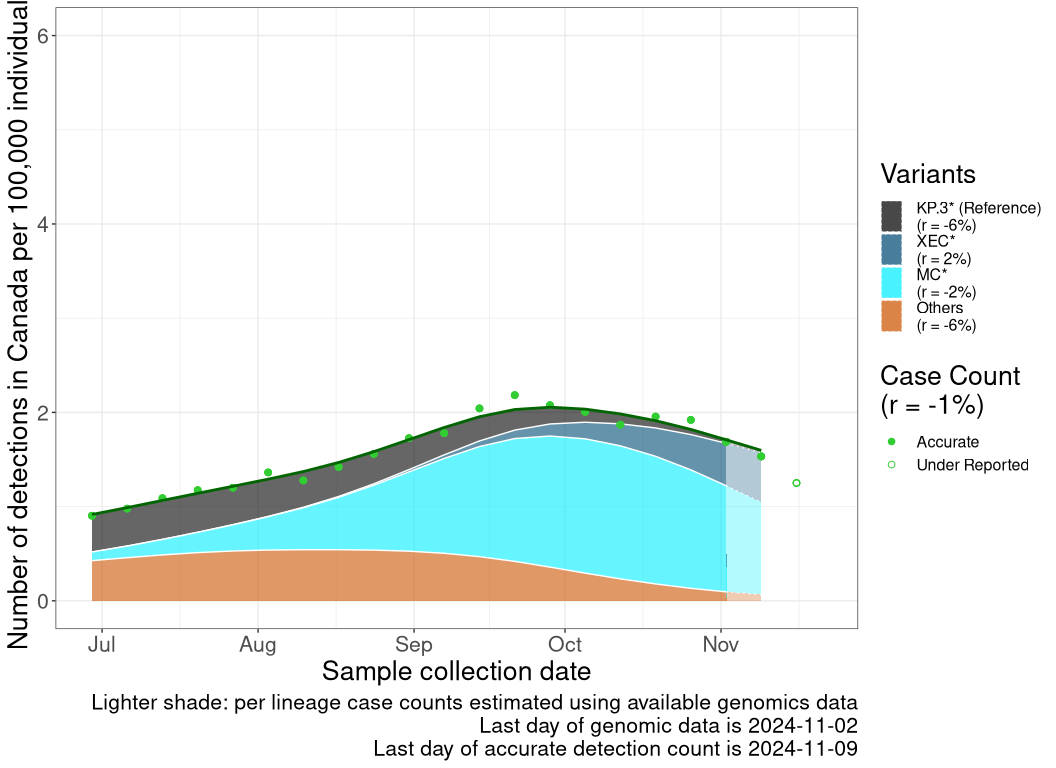 Number of detections in Canada per 100,000 individual
6
4
2
0
Jul Aug Sep Oct Nov
Sample collection date
Lighter shade: per lineage case counts estimated using available genomics data
Last day of genomic data is 2024-11-02
Last day of accurate detection count is 2024-11-09
Variants
KP.3* (Reference)
(r = -6%)
XEC*
(r = 2%)
MC*
(r = -2%)
Others
(r = -6%)
Case Count
(r = -1%)
Accurate
Under Reported